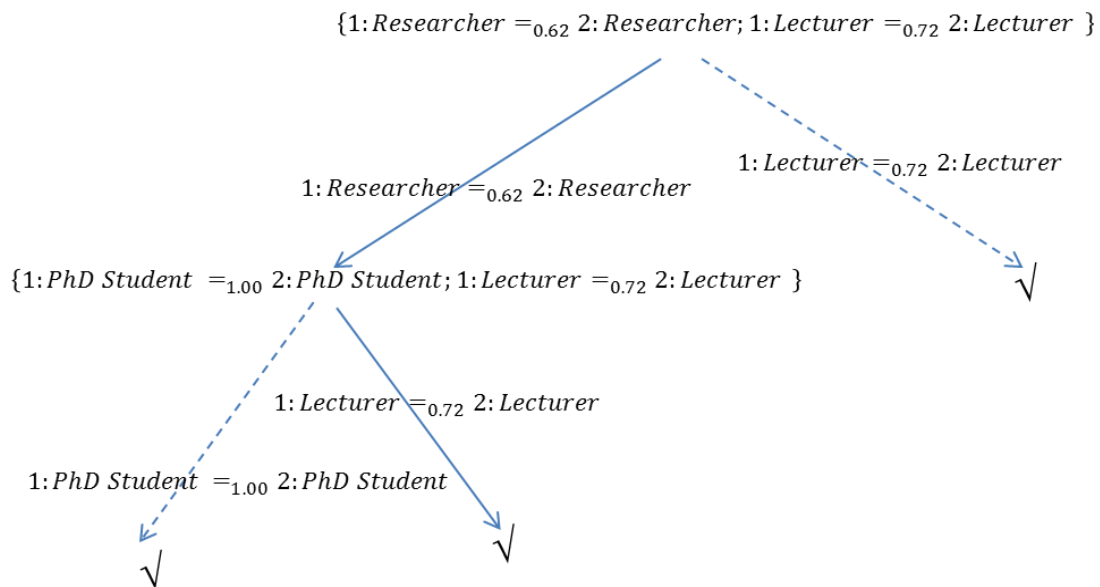 {1: Researcher =0.62 2: Researcher; 1: Lecturer =0.72 2: Lecturer }
1: Lecturer =0.72 2: Lecturer
1: Researcher =0.62 2: Researcher
{1: PhD Student =1.00 2: PhD Student; 1: Lecturer =0.72 2: Lecturer }
√
1: Lecturer =0.72 2: Lecturer
1: PhD Student =1.00 2: PhD Student
√
√